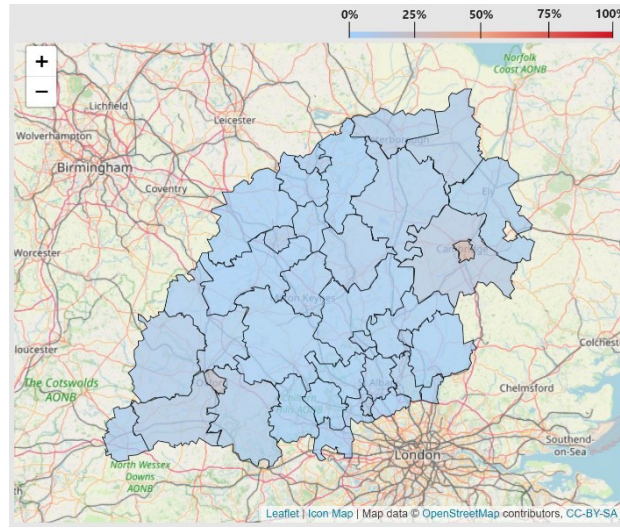 0% 25% 50% 75% 100%
+
−
Norfolk
Coast AONB
Lichfield
Leicester
Wolverhampton
Birmingham
Coventry
Worcester
Ely
The Cotswolds
AONB
Colchester
Chelmsford
Southend-
on-Sea
London
North Wessex
Downs
AONB
Leaflet | Icon Map | Map data © OpenStreetMap contributors, CC-BY-SA